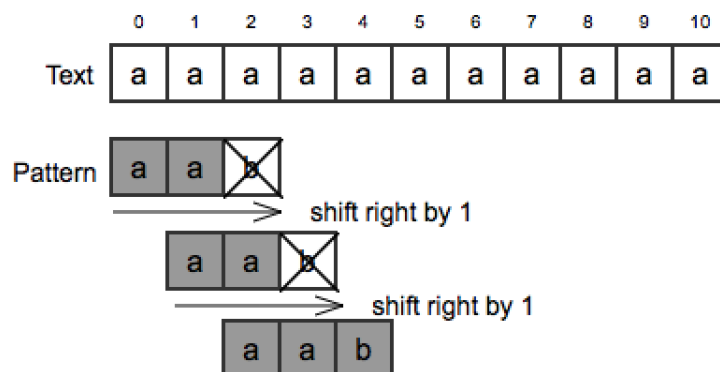 0 1 2 3 4 5 6 7 8 9 10
Text a a a a a a a a a a a
Pattern a a b
shift right by 1
a a b
shift right by 1
a a b